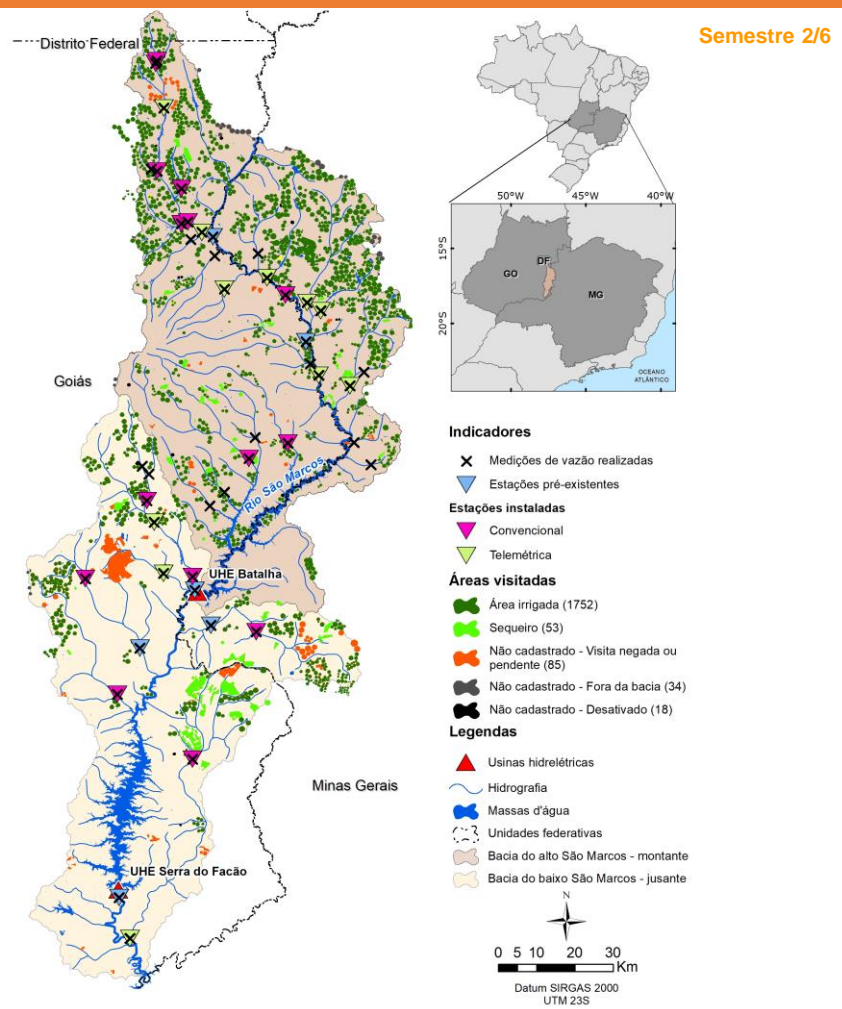 Semestre 2/6
Distrito Federal
Goiás
Rio São Marcos
UHE Batalha
Minas Gerais
UHE Serra do Facão
50°W 45°W 40°W
15°S
20°S
GO
DF
MG
OCEANO
ATLÂNTICO
Indicadores
Medições de vazão realizadas
Estações pré-existentes
Estações instaladas
Convencional
Telemétrica
Áreas visitadas
Área irrigada (1752)
Sequeiro (53)
Não cadastrado - Visita negada ou
pendente (85)
Não cadastrado - Fora da bacia (34)
Não cadastrado - Desativado (18)
Legendas
Usinas hidrelétricas
Hidrografia
Massas d'água
Unidades federativas
Bacia do alto São Marcos - montante
Bacia do baixo São Marcos - jusante
N
0 5 10 20 30
Km
Datum SIRGAS 2000
UTM 23S